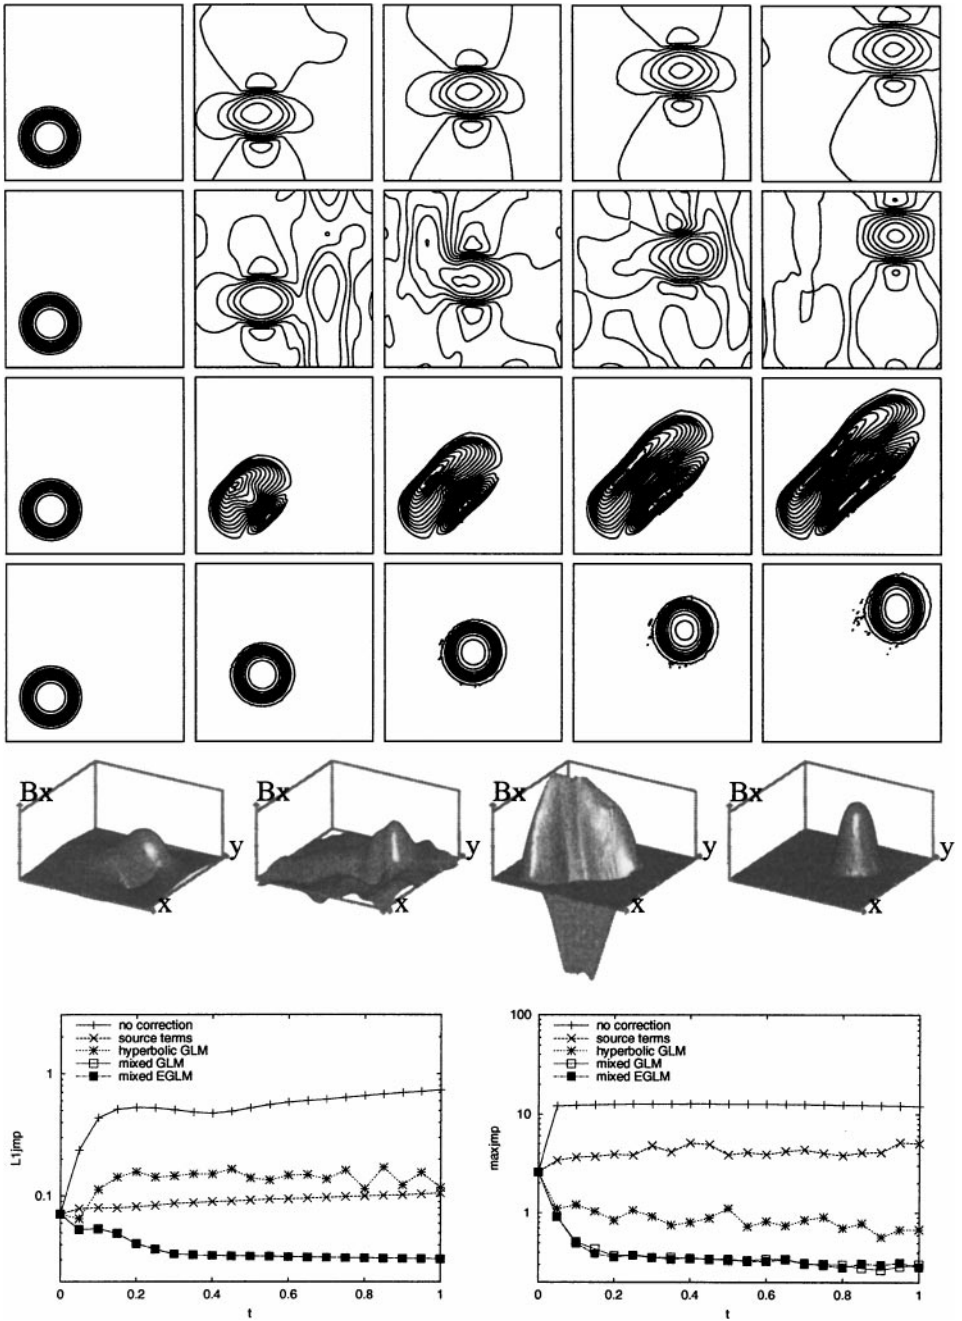 Bx
y
x
Bx
y
x
Bx
y
x
Bx
y
x
no correction
source terms
hyperbolic GLM
mixed GLM
mixed EGLM
1
0.1
L1jmp
0
0.2
0.4
0.6
0.8
1
t
no correction
source terms
hyperbolic GLM
mixed GLM
mixed EGLM
100
10
1
maxjmp
0
0.2
0.4
0.6
0.8
1
t